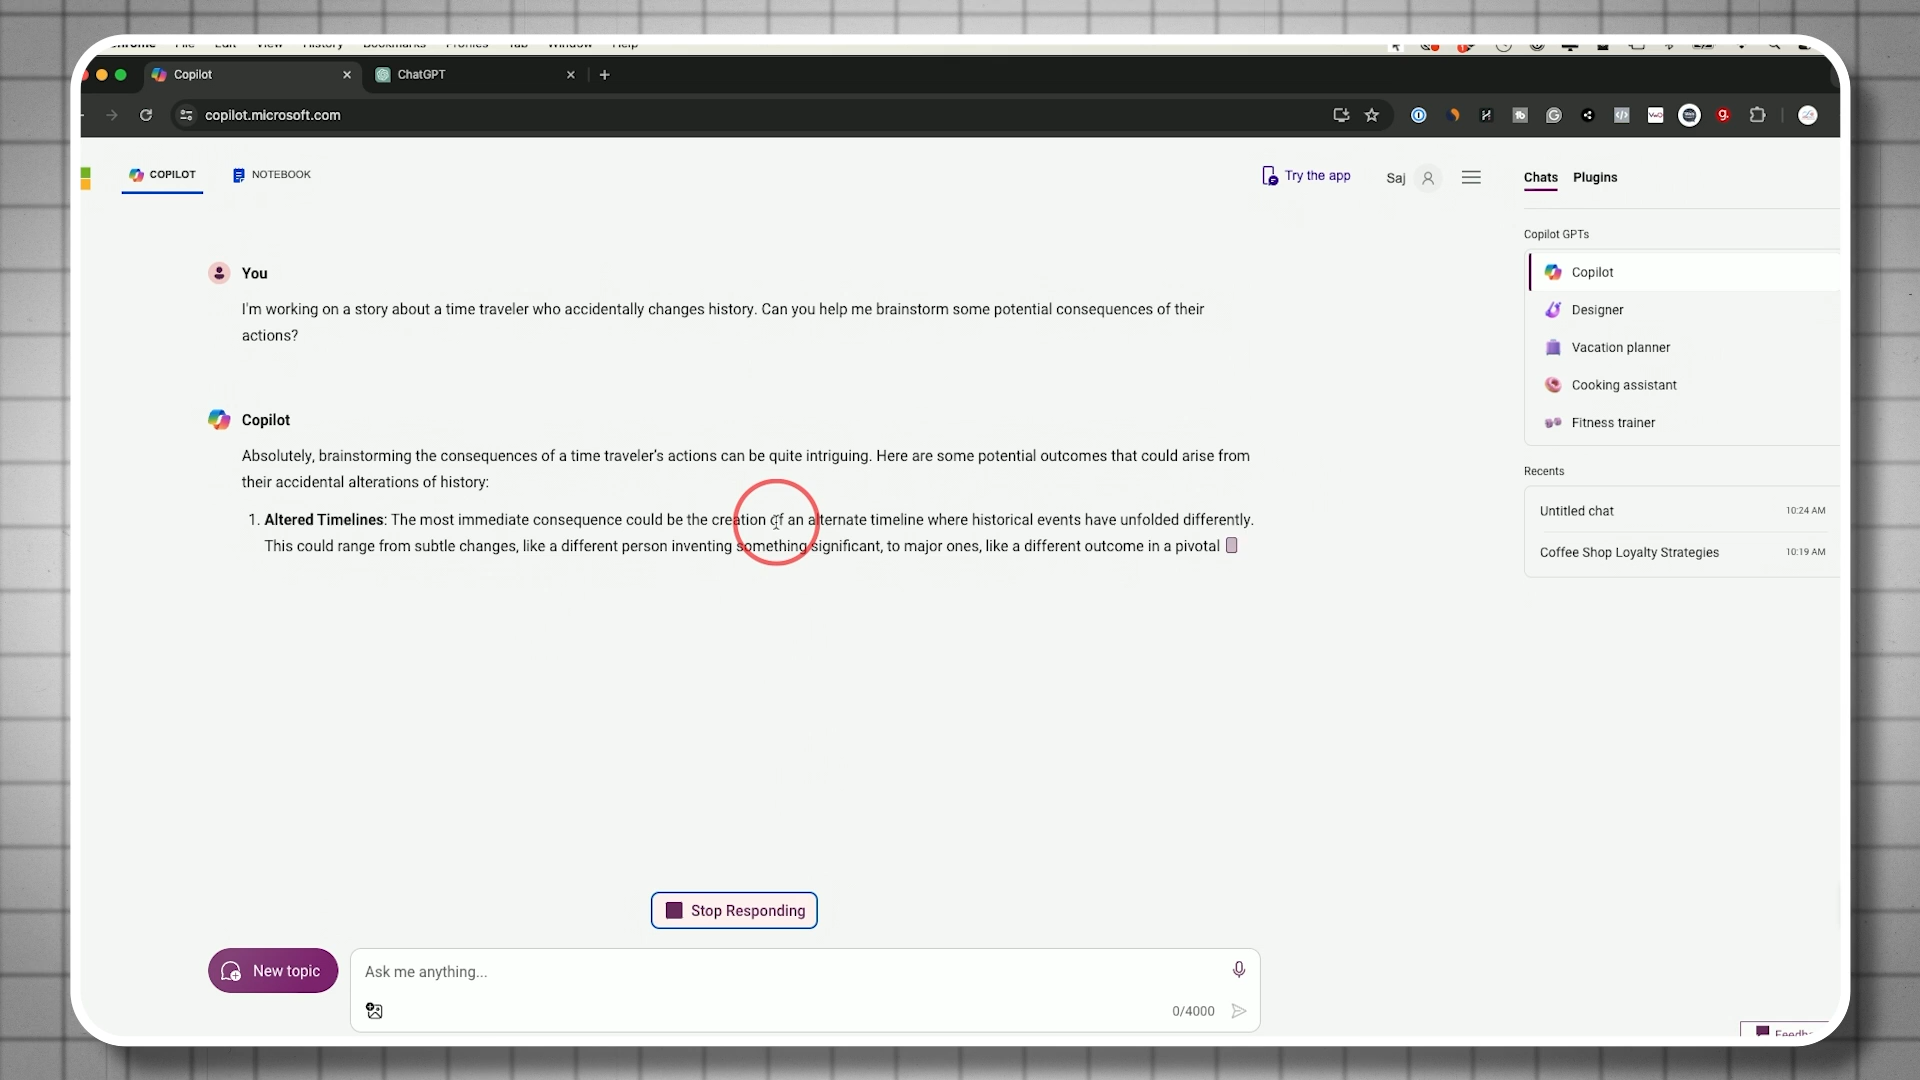 Copilot
ChatGPT
copilot.microsoft.com
COPILOT
NOTEBOOK
Try the app
Saj
Chats
Plugins
Copilot GPTs
Copilot
Designer
Vacation planner
Cooking assistant
Fitness trainer
Recents
Untitled chat
10:24 AM
Coffee Shop Loyalty Strategies
10:19 AM
You
I'm working on a story about a time traveler who accidentally changes history. Can you help me brainstorm some potential consequences of their
actions?
Copilot
Absolutely, brainstorming the consequences of a time traveler's actions can be quite intriguing. Here are some potential outcomes that could arise from
their accidental alterations of history:
1. Altered Timelines: The most immediate consequence could be the creation of an alternate timeline where historical events have unfolded differently.
This could range from subtle changes, like a different person inventing something significant, to major ones, like a different outcome in a pivotal
Stop Responding
New topic
Ask me anything...
0/4000